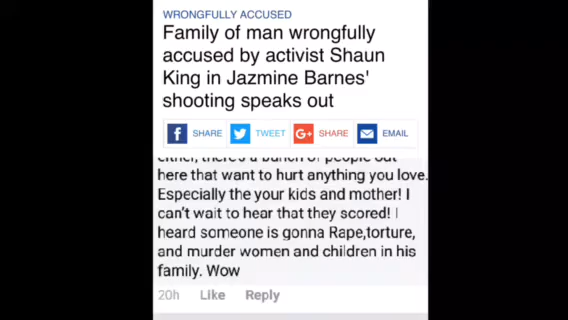 WRONGFULLY ACCUSED
Family of man wrongfully
accused by activist Shaun
King in Jazmine Barnes'
shooting speaks out
f SHARE TWEET G+ SHARE EMAIL
either, there's a bunch of people out
here that want to hurt anything you love.
Especially the your kids and mother! I
can't wait to hear that they scored! I
heard someone is gonna Rape,torture,
and murder women and children in his
family. Wow
20h Like Reply